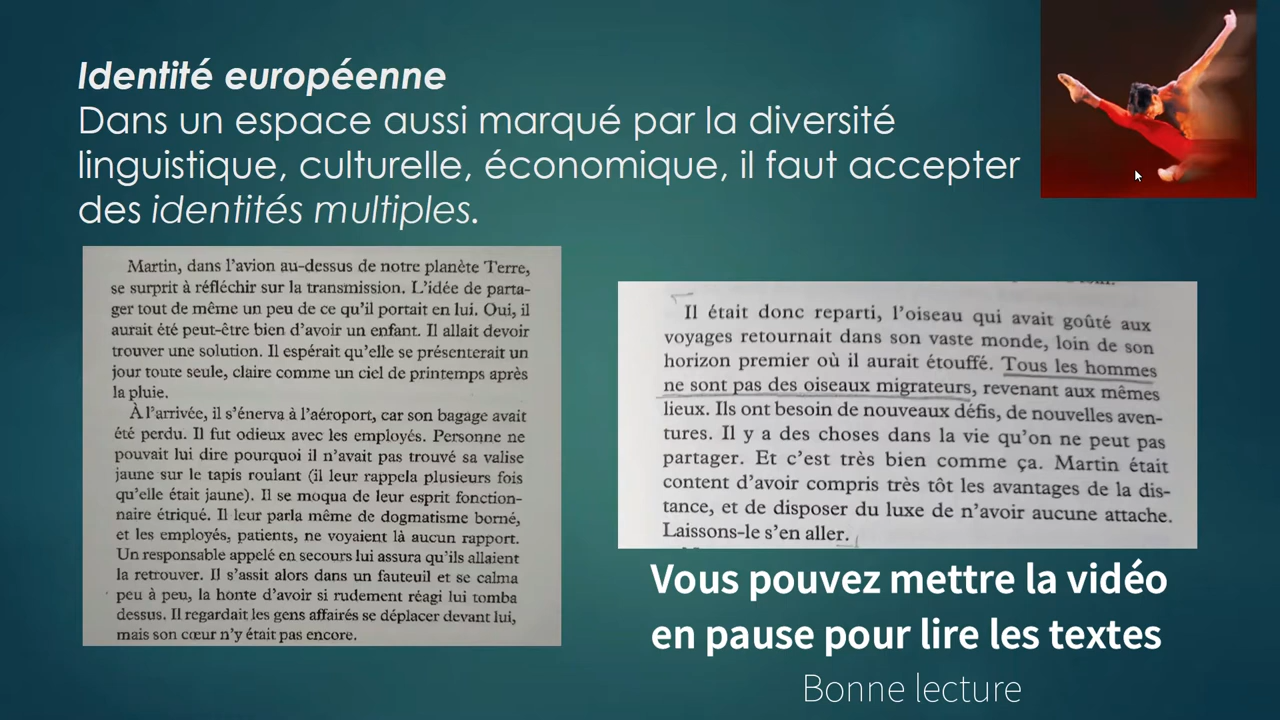 Identité européenne
Dans un espace aussi marqué par la diversité
linguistique, culturelle, économique, il faut accepter
des identités multiples.
Martin, dans l'avion au-dessus de notre planète Terre,
se surprit à réfléchir sur la transmission. L'idée de parta-
ger tout de même un peu de ce qu'il portait en lui. Oui, il
aurait été peut-être bien d'avoir un enfant. Il allait devoir
trouver une solution. Il espérait qu'elle se présenterait un
jour toute seule, claire comme un ciel de printemps après
la pluie.
À l'arrivée, il s'énerva à l'aéroport, car son bagage avait
été perdu. Il fut odieux avec les employés. Personne ne
pouvait lui dire pourquoi il n'avait pas trouvé sa valise
jaune sur le tapis roulant (il leur rappela plusieurs fois
qu'elle était jaune). Il se moqua de leur esprit fonction-
naire étriqué. Il leur parla même de dogmatisme borné,
et les employés, patients, ne voyaient là aucun rapport.
Un responsable appelé en secours lui assura qu'ils allaient
la retrouver. Il s'assit alors dans un fauteuil et se calma
peu à peu, la honte d'avoir si rudement réagi lui tomba
dessus. Il regardait les gens affairés se déplacer devant lui,
mais son cœur n'y était pas encore.
Il était donc reparti, l'oiseau qui avait goûté aux
voyages retournait dans son vaste monde, loin de son
horizon premier où il aurait étouffé. Tous les hommes
ne sont pas des oiseaux migrateurs, revenant aux mêmes
lieux. Ils ont besoin de nouveaux défis, de nouvelles aven-
tures. Il y a des choses dans la vie qu'on ne peut pas
partager. Et c'est très bien comme ça. Martin était
content d'avoir compris très tôt les avantages de la dis-
tance, et de disposer du luxe de n'avoir aucune attache.
Laissons-le s'en aller.
Vous pouvez mettre la vidéo
en pause pour lire les textes
Bonne lecture